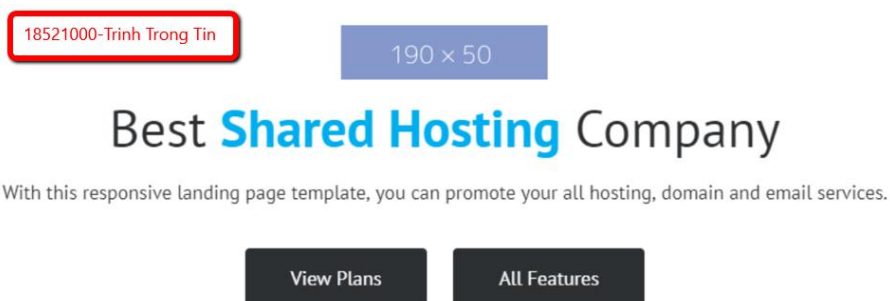 18521000-Trinh Trong Tin
190 × 50
Best Shared Hosting Company
With this responsive landing page template, you can promote your all hosting, domain and email services.
View Plans
All Features